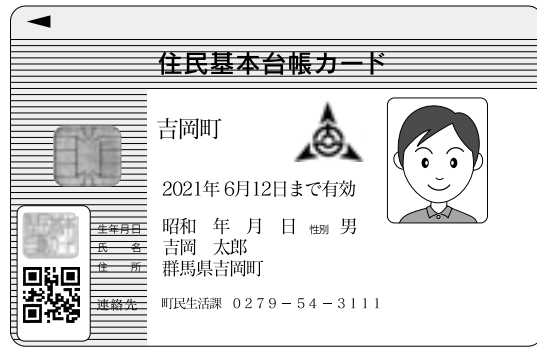 住民基本台帳カード
吉岡町
2021年 6月12日まで有効
生年月日 昭和 年 月 日 性別 男
氏名 吉岡 太郎
住所 群馬県吉岡町
連絡先 町民生活課 0279-54-3111